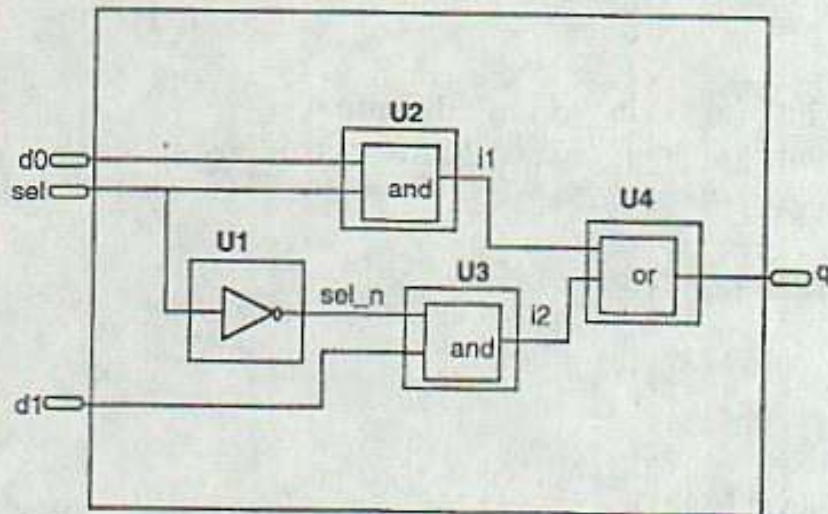 U2
d0
i1
sel
and
U4
U1
U3
or
q
sel_n
i2
and
d1